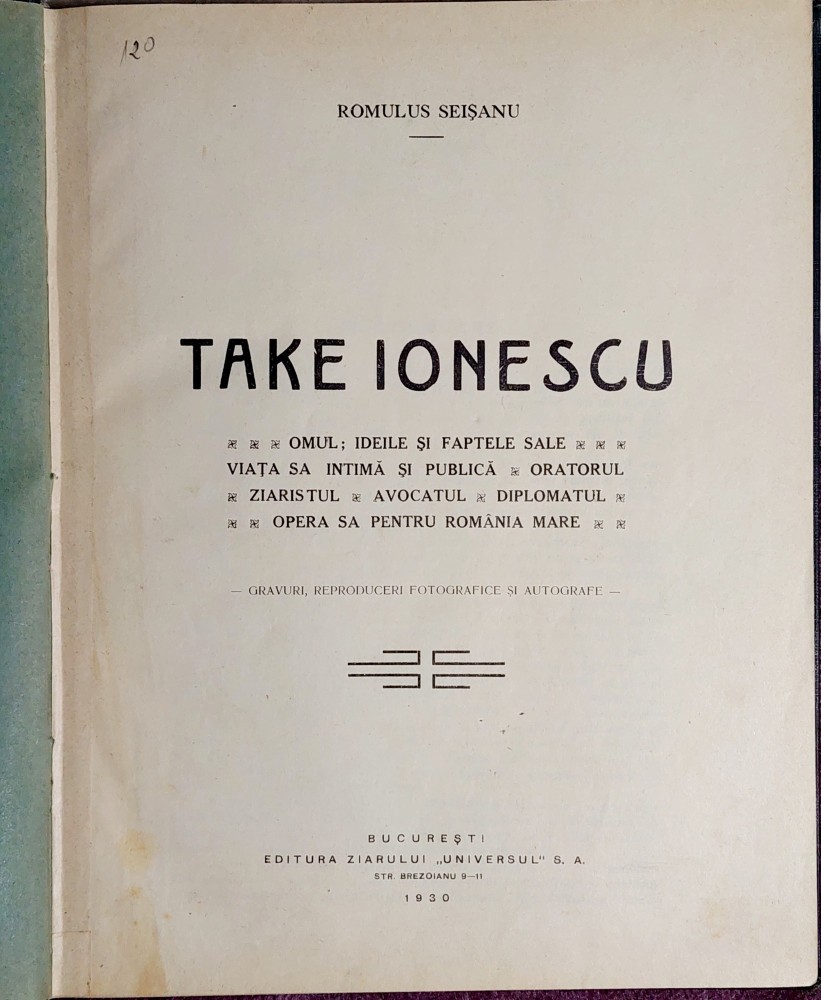 120
ROMULUS SEIŞANU
TAKE IONESCU
OMUL; IDEILE ŞI FAPTELE SALE
VIAŢA SA INTIMĂ ŞI PUBLICĂ ORATORUL
ZIARISTUL AVOCATUL DIPLOMATUL
OPERA SA PENTRU ROMÂNIA MARE
— GRAVURI, REPRODUCERI FOTOGRAFICE ŞI AUTOGRAFE —
BUCUREŞTI
EDITURA ZIARULUI „UNIVERSUL" S. A.
STR. BREZOIANU 9—11
1930